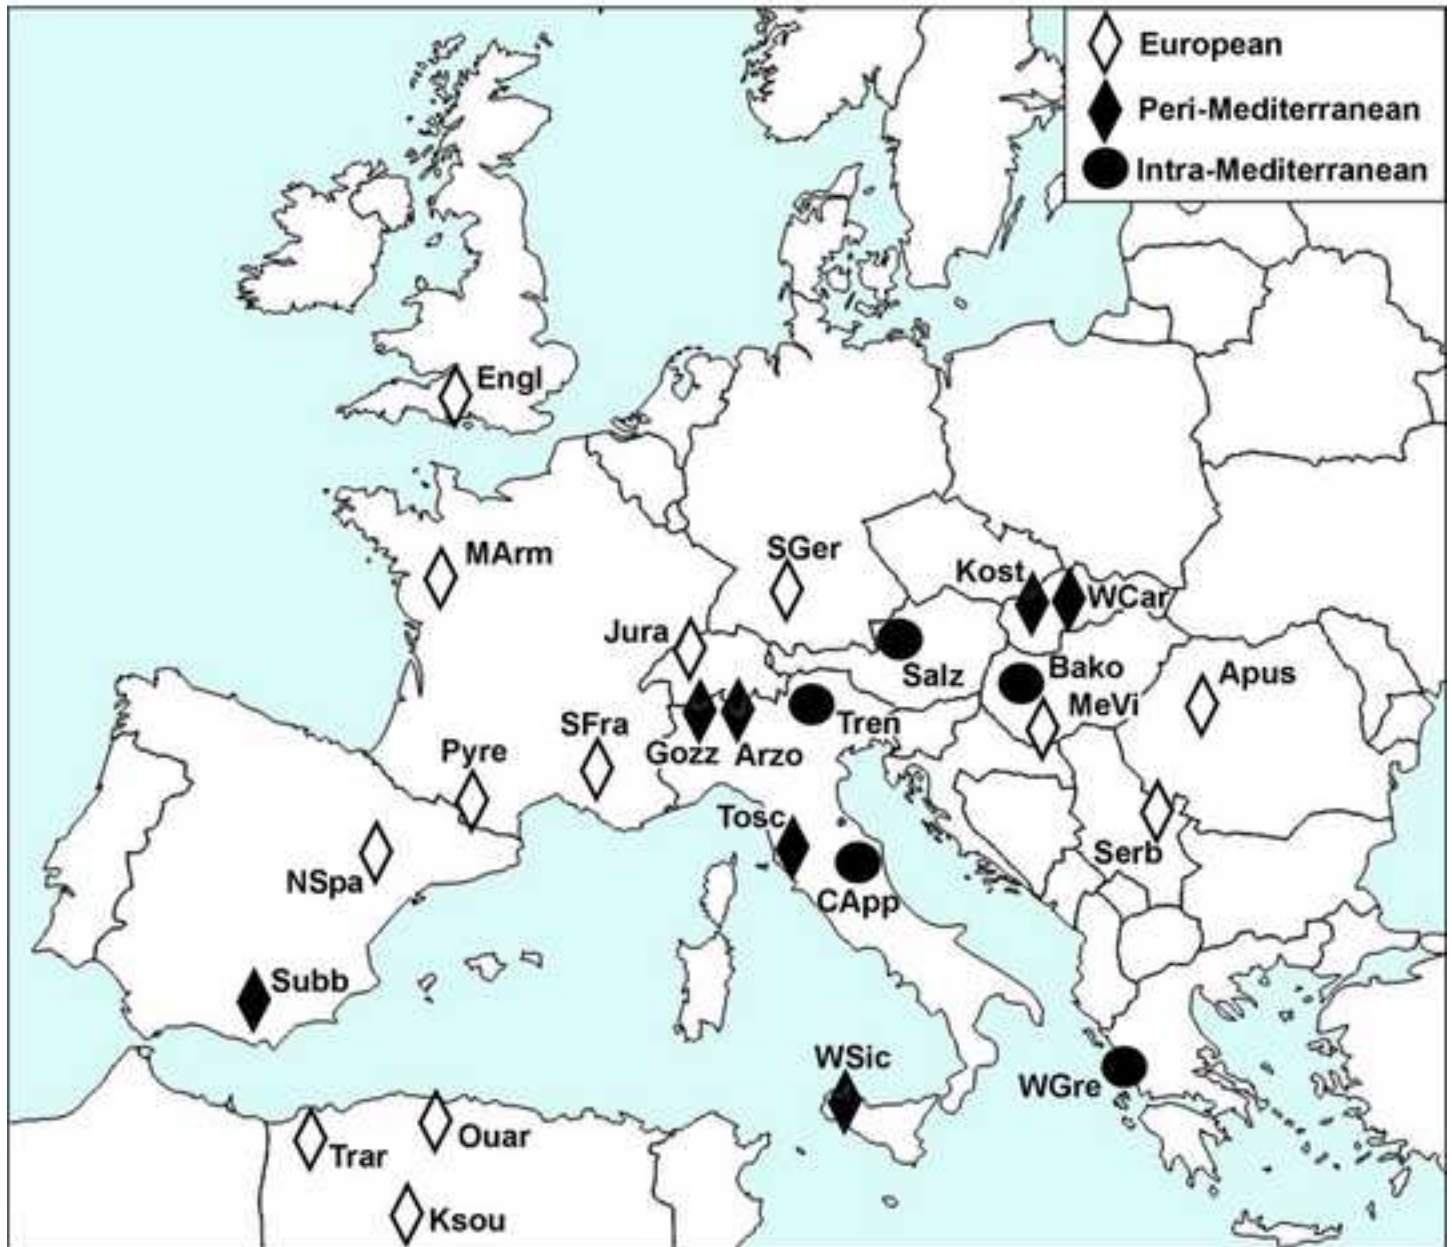 European
Peri-Mediterranean
Intra-Mediterranean
Engl
MArm
SGer
Kost
WCar
Jura
Salz
Bako
Apus
MeVi
SFra
Tren
Pyre
Gozz
Arzo
Tosc
Serb
NSpa
CApp
Subb
WSic
WGre
Ouar
Trar
Ksou